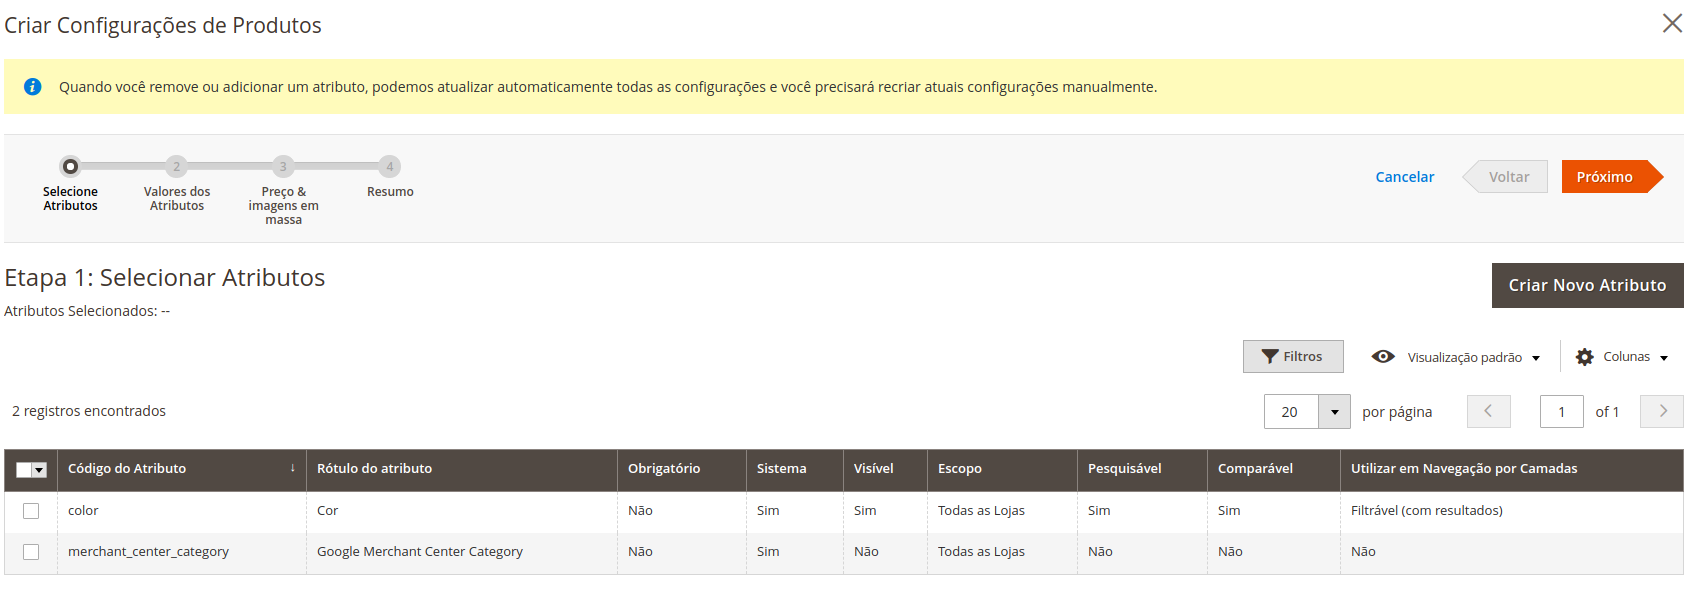 Criar Configurações de Produtos
Quando você remove ou adicionar um atributo, podemos atualizar automaticamente todas as configurações e você precisará recriar atuais configurações manualmente.
2 3 4
Selecione Atributos
Valores dos Atributos
Preço & imagens em massa
Resumo
Cancelar
Voltar
Próximo
Etapa 1: Selecionar Atributos
Criar Novo Atributo
Atributos Selecionados: --
Filtros Visualização padrão Colunas
2 registros encontrados
20 por página 1 of 1
Código do Atributo ↓ Rótulo do atributo Obrigatório Sistema Visível Escopo Pesquisável Comparável Utilizar em Navegação por Camadas
color Cor Não Sim Sim Todas as Lojas Sim Sim Filtrável (com resultados)
merchant_center_category Google Merchant Center Category Não Sim Não Todas as Lojas Não Não Não